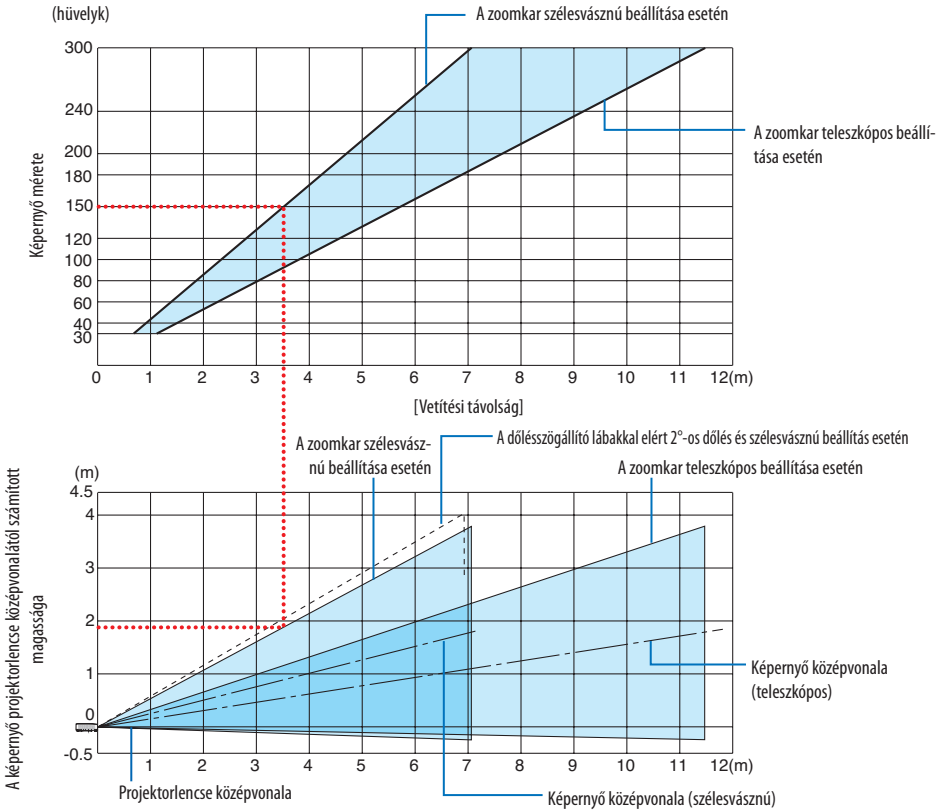 (hüvelyk)
A zoomkar szélesvásznú beállítása esetén
300
240
200
180
150
120
100
80
60
40
30
Képernyő mérete
A zoomkar teleszkópos beállí-
tása esetén
0 1 2 3 4 5 6 7 8 9 10 11 12(m)
[Vetítési távolság]
A zoomkar szélesvász-
nú beállítása esetén
A dőlésszögállító lábakkal elért 2°-os dőlés és szélesvásznú beállítás esetén
A zoomkar teleszkópos beállítása esetén
(m)
4.5
4
3
2
1
0
-0.5
A képernyő projektorlencse középvonalától számított
magassága
Képernyő középvonala
(teleszkópos)
1 2 3 4 5 6 7 8 9 10 11 12(m)
Projektorlencse középvonala
Képernyő középvonala (szélesvásznú)